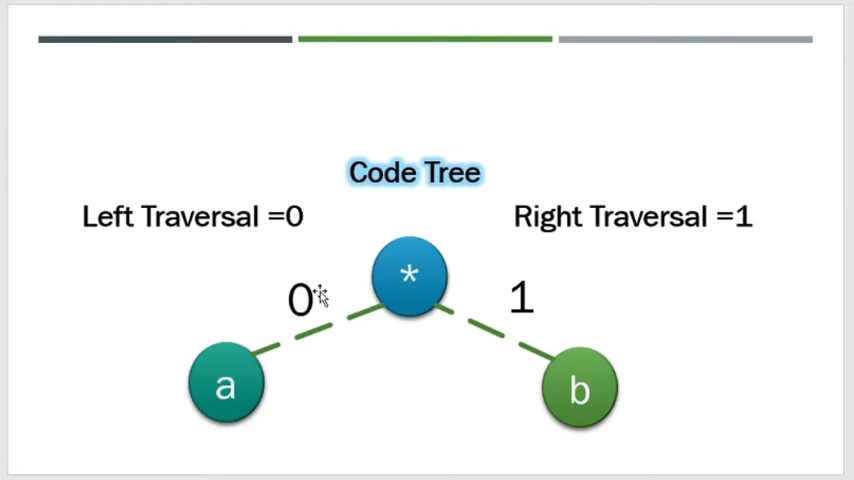 Code Tree
Left Traversal =0
Right Traversal =1
*
0
1
a
b